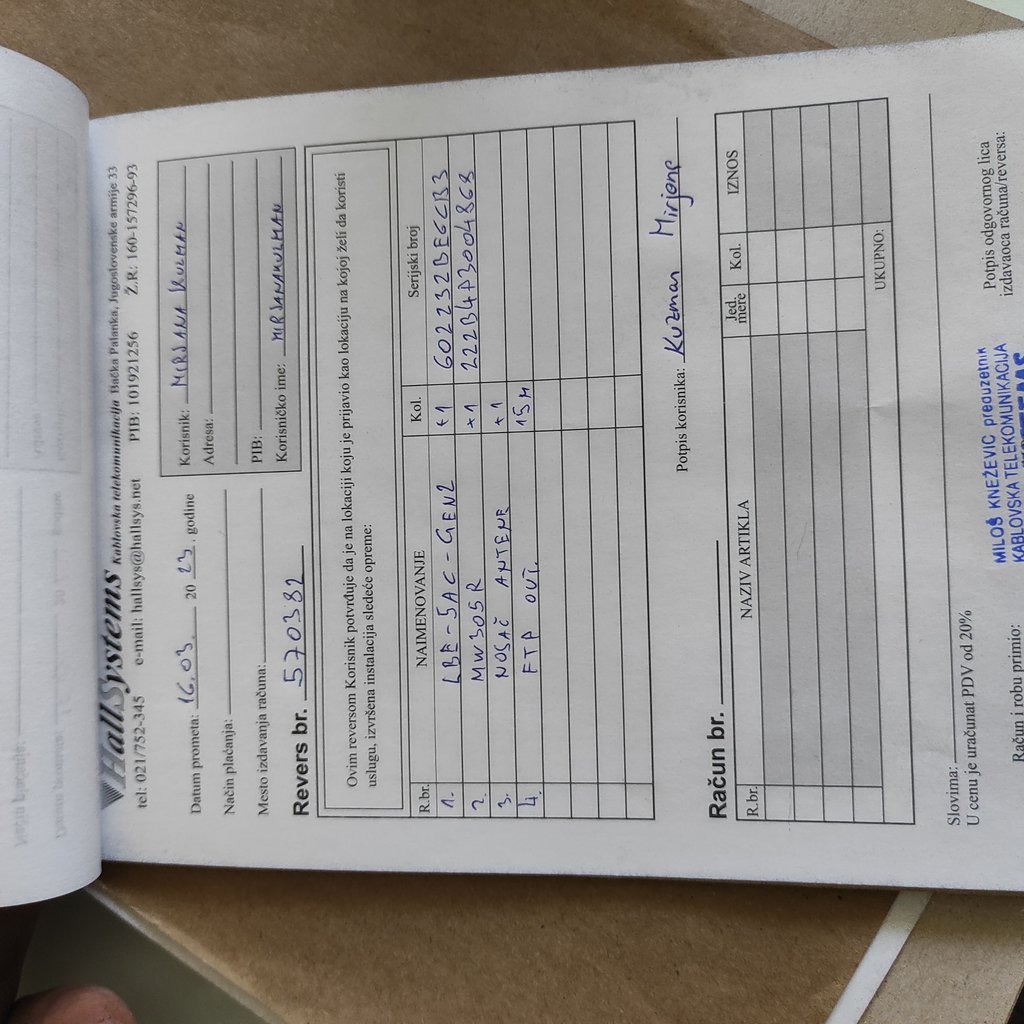 HallSystems Kablovska telekomunikacija Bačka Palanka, Jugoslovenske armije 33
tel: 021/752-345 e-mail: hallsys@hallsys.net PIB: 101921256 Ž.R.: 160-157296-93
Datum prometa: 16.03. 20 23. godine
Način plaćanja:
Mesto izdavanja računa:
Korisnik: MIRJANA KUZMAN
Adresa:
PIB:
Korisničko ime: MIRJANAKUZMAN
Revers br. 570382
Ovim reversom Korisnik potvrđuje da je na lokaciji koju je prijavio kao lokaciju na kojoj želi da koristi
uslugu, izvršena instalacija sledeće opreme:
R.br. NAIMENOVANJE Kol. Serijski broj
1. LBE-5AC-GEN2 +1 602232BE6CB3
2. MW305R +1 222B4P3004868
3. NOSAČ ANTENE +1
4. FTP OUT. 15M
Potpis korisnika: Kuzman Mirjana
Račun br.
R.br. NAZIV ARTIKLA Jed. mere Kol. IZNOS
UKUPNO:
Slovima:
U cenu je uračunat PDV od 20%
Račun i robu primio:
MILOŠ KNEŽEVIĆ preduzetnik
KABLOVSKA TELEKOMUNIKACIJA
Potpis odgovornog lica
izdavaoca računa/reversa: